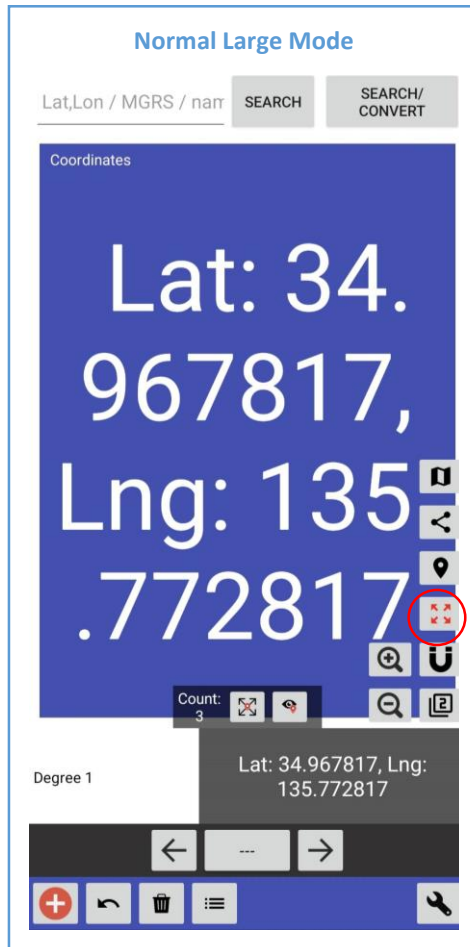 Normal Large Mode
Lat,Lon / MGRS / nam
SEARCH
SEARCH/
CONVERT
Coordinates
Lat: 34.
967817,
Lng: 135
.772817
Count:
3
2
Degree 1
Lat: 34.967817, Lng:
135.772817
---